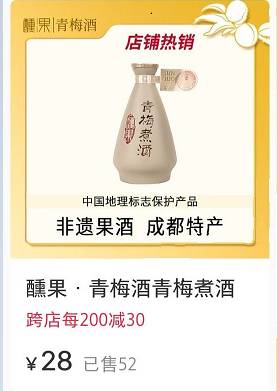 醺果 青梅酒
店铺热销
青梅煮酒
中国地理标志保护产品
非遗果酒 成都特产
醺果·青梅酒青梅煮酒
跨店每200减30
¥28 已售52